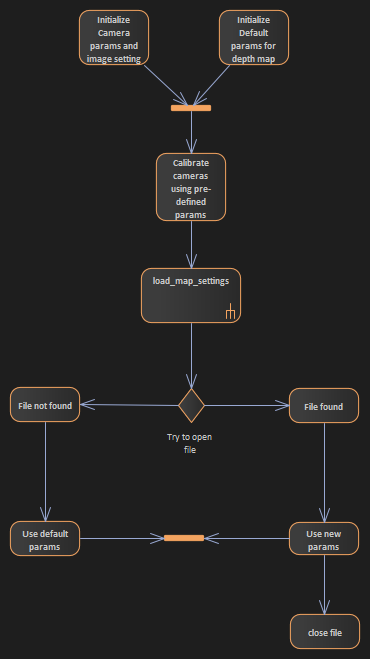 Initialize
Camera
params and
image setting
Initialize
Default
params for
depth map
Calibrate
cameras
using pre-
defined
params
load_map_settings
File not found
File found
Try to open
file
Use default
params
Use new
params
close file